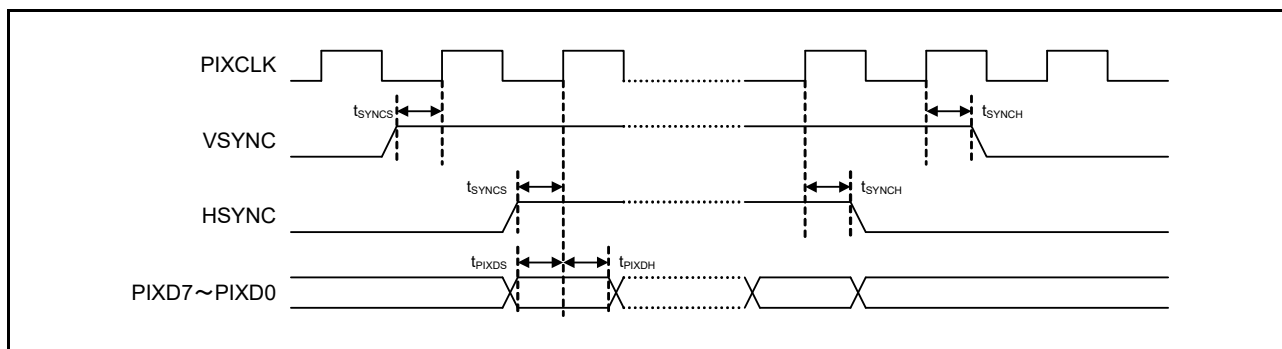 PIXCLK
tSYNCS
tSYNCH
VSYNC
tSYNCS
tSYNCH
HSYNC
tPIXDS
tPIXDH
PIXD7～PIXD0